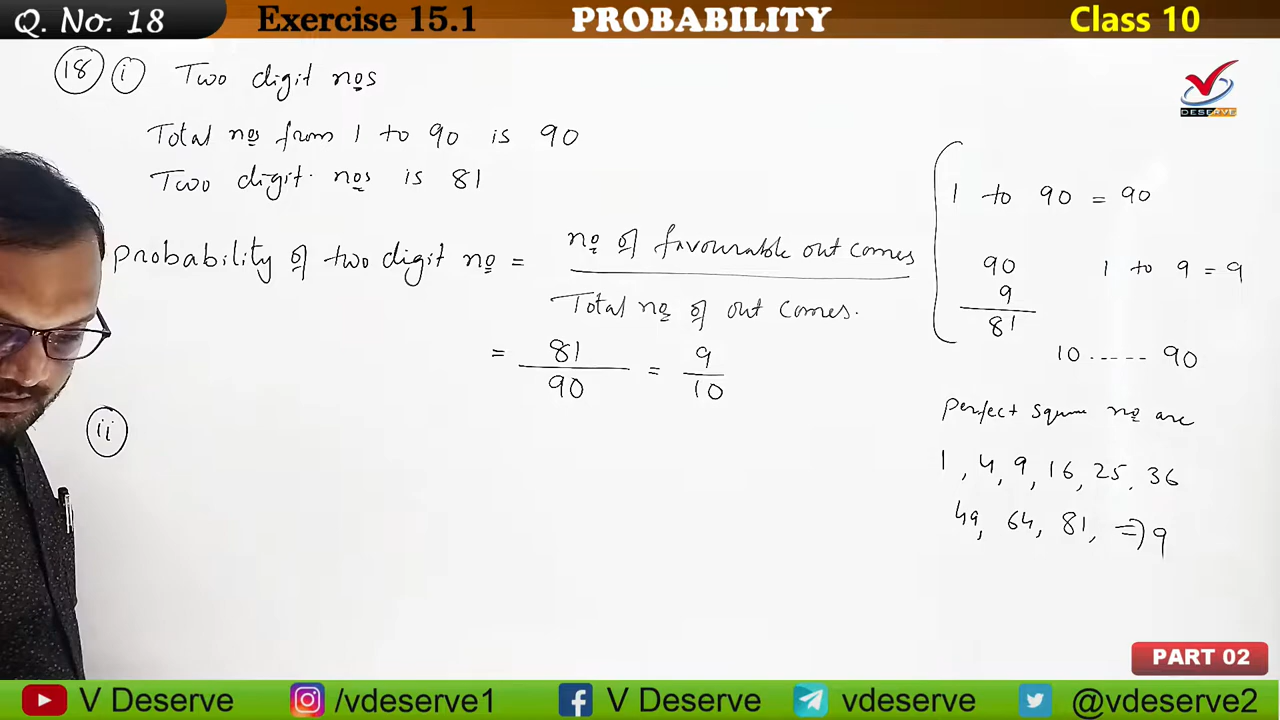 Q. No. 18
Exercise 15.1
PROBABILITY
Class 10
DESERVE
18 i Two digit nos
Total nos from 1 to 90 is 90
Two digit nos is 81
Probability of two digit no = no of favourable out comes
Total no of out comes.
= 81/90 = 9/10
1 to 90 = 90
90 1 to 9 = 9
9
81
10 ----- 90
Perfect square no are
1, 4, 9, 16, 25, 36
49, 64, 81, => 9
ii
PART 02
V Deserve
/vdeserve1
V Deserve
vdeserve
@vdeserve2